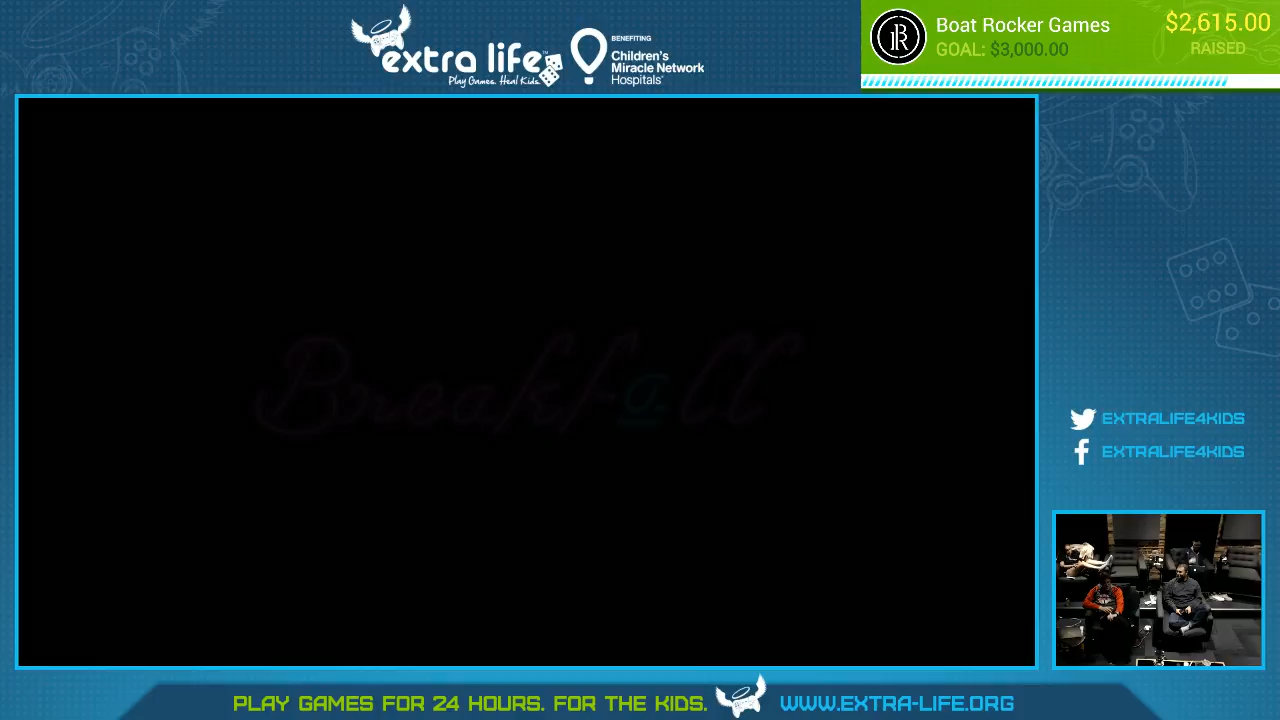 extra life™
Play Games. Heal Kids.
BENEFITING
Children's
Miracle Network
Hospitals
Boat Rocker Games
GOAL: $3,000.00
$2,615.00
RAISED
Breakfall
EXTRALIFE4KIDS
EXTRALIFE4KIDS
PLAY GAMES FOR 24 HOURS. FOR THE KIDS.
WWW.EXTRA-LIFE.ORG